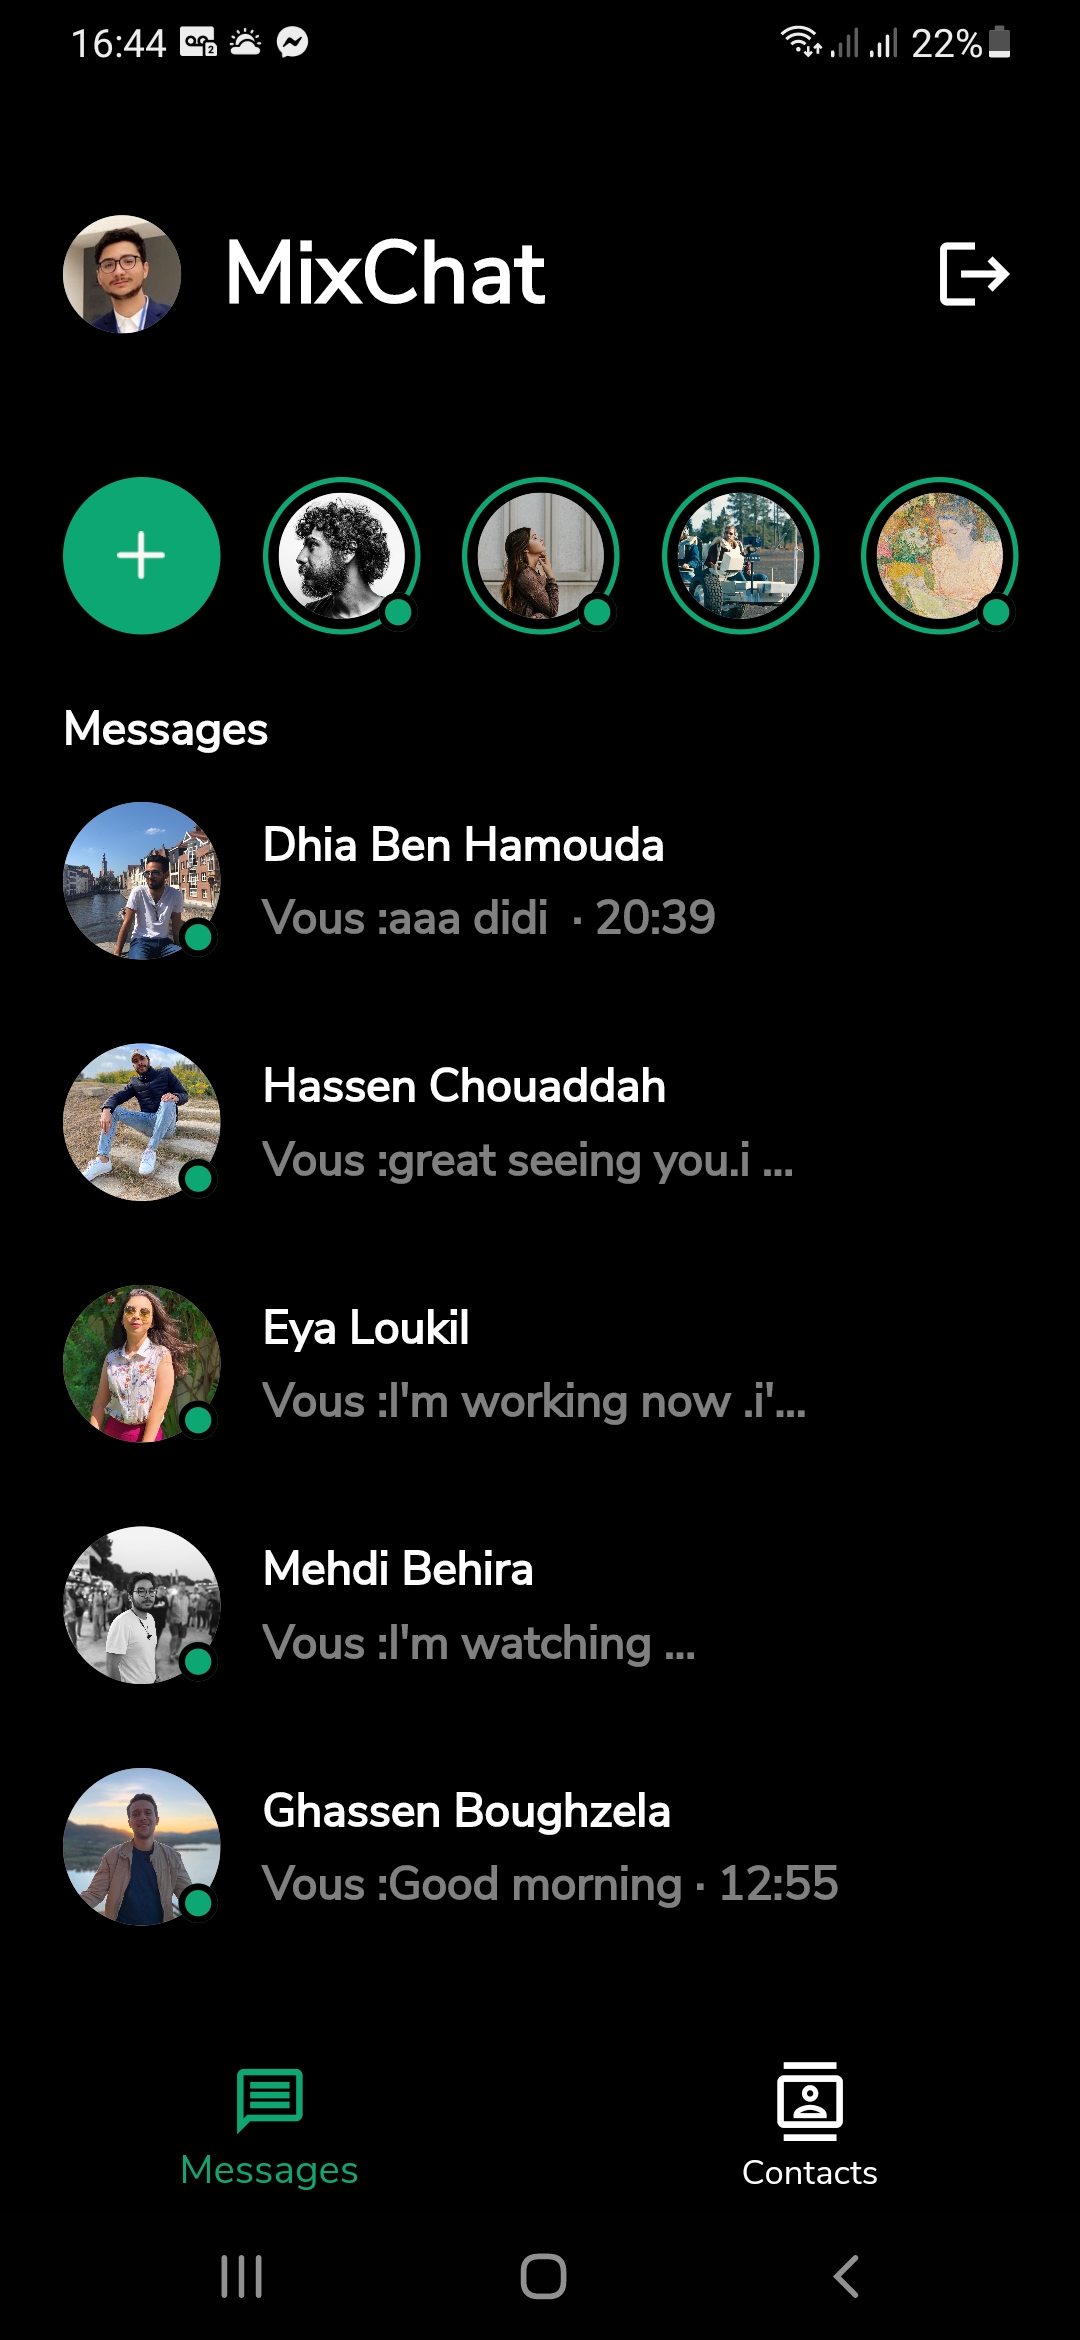 16:44
22%
MixChat
Messages
Dhia Ben Hamouda
Vous :aaa didi · 20:39
Hassen Chouaddah
Vous :great seeing you.i ...
Eya Loukil
Vous :I'm working now .i'...
Mehdi Behira
Vous :I'm watching ...
Ghassen Boughzela
Vous :Good morning · 12:55
Messages
Contacts